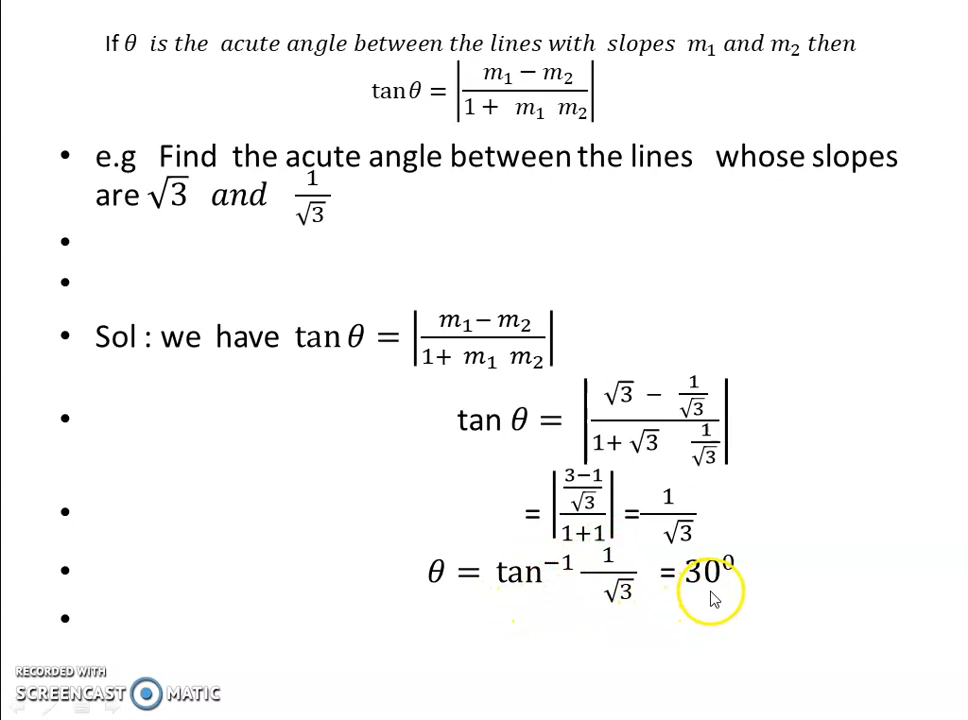 If θ is the acute angle between the lines with slopes m₁ and m₂ then
tanθ = |(m₁ − m₂)/(1 + m₁ m₂)|
• e.g Find the acute angle between the lines whose slopes
are √3 and 1/√3
•
•
• Sol : we have tan θ = |(m₁− m₂)/(1+ m₁ m₂)|
• tan θ = |(√3 − 1/√3)/(1+ √3 1/√3)|
• = |((3−1)/√3)/(1+1)| = 1/√3
• θ = tan⁻¹ 1/√3 = 30⁰
•
RECORDED WITH
SCREENCAST MATIC